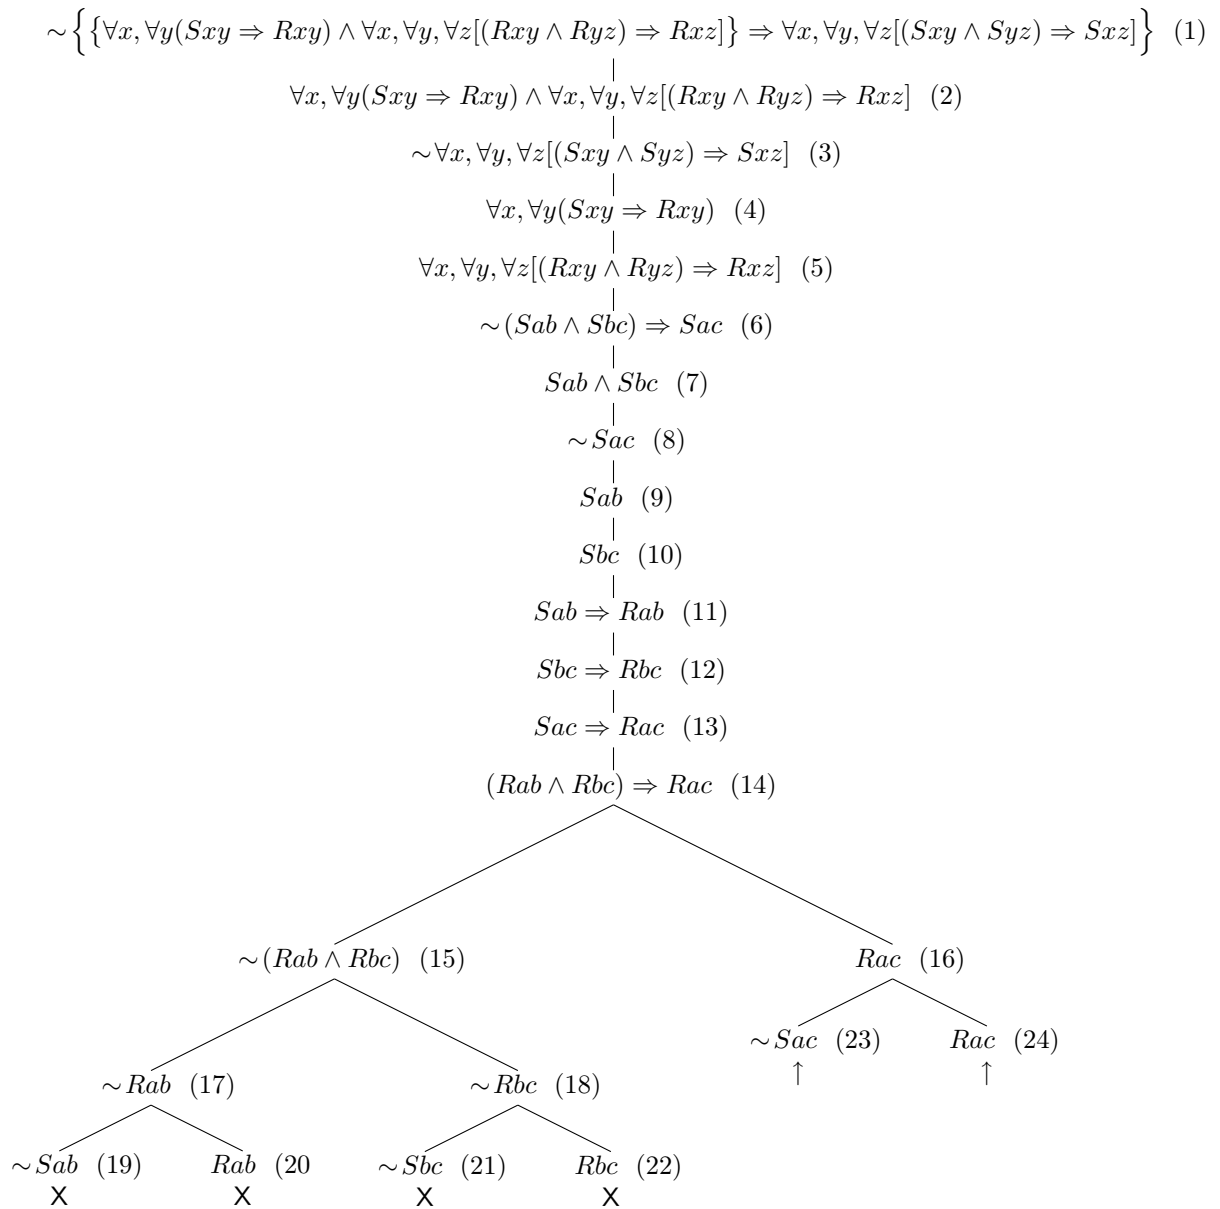 ∼{{∀x, ∀y(Sxy ⇒ Rxy) ∧ ∀x, ∀y, ∀z[(Rxy ∧ Ryz) ⇒ Rxz]} ⇒ ∀x, ∀y, ∀z[(Sxy ∧ Syz) ⇒ Sxz]} (1)
∀x, ∀y(Sxy ⇒ Rxy) ∧ ∀x, ∀y, ∀z[(Rxy ∧ Ryz) ⇒ Rxz] (2)
∼∀x, ∀y, ∀z[(Sxy ∧ Syz) ⇒ Sxz] (3)
∀x, ∀y(Sxy ⇒ Rxy) (4)
∀x, ∀y, ∀z[(Rxy ∧ Ryz) ⇒ Rxz] (5)
∼(Sab ∧ Sbc) ⇒ Sac (6)
Sab ∧ Sbc (7)
∼Sac (8)
Sab (9)
Sbc (10)
Sab ⇒ Rab (11)
Sbc ⇒ Rbc (12)
Sac ⇒ Rac (13)
(Rab ∧ Rbc) ⇒ Rac (14)
∼(Rab ∧ Rbc) (15) Rac (16)
∼Sac (23) Rac (24)
↑ ↑
∼Rab (17) ∼Rbc (18)
∼Sab (19) Rab (20 ∼Sbc (21) Rbc (22)
X X X X